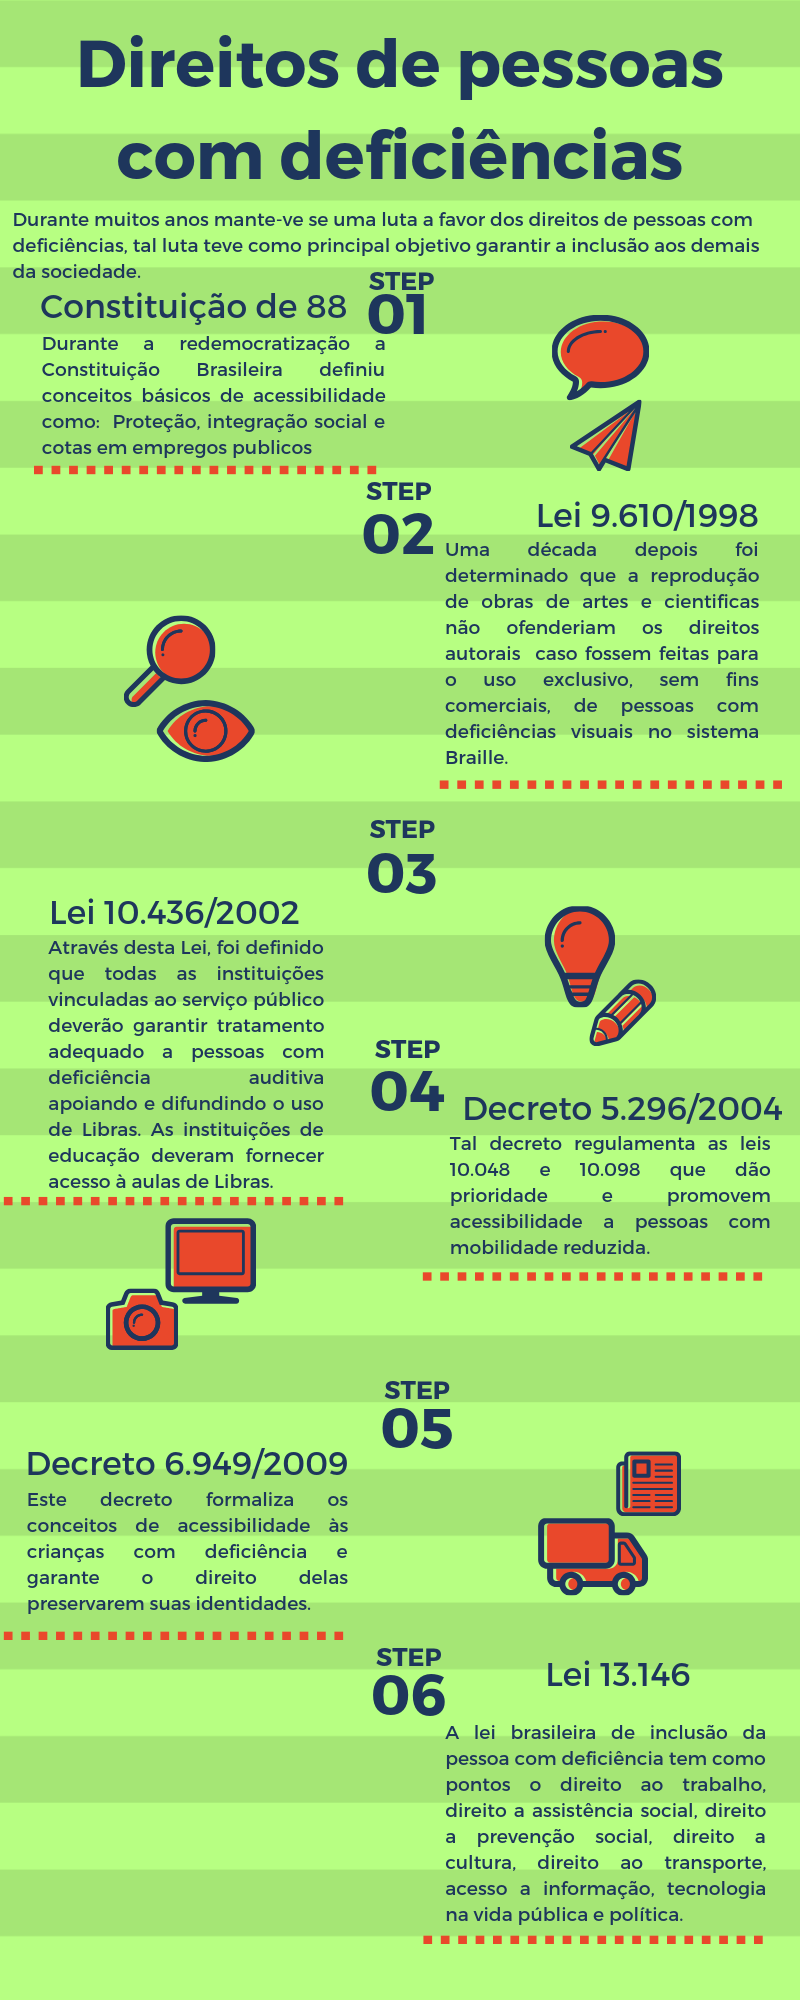 Direitos de pessoas
com deficiências
Durante muitos anos mante-ve se uma luta a favor dos direitos de pessoas com
deficiências, tal luta teve como principal objetivo garantir a inclusão aos demais
da sociedade.
STEP
01
Constituição de 88
Durante a redemocratização a
Constituição Brasileira definiu
conceitos básicos de acessibilidade
como: Proteção, integração social e
cotas em empregos publicos
STEP
02
Lei 9.610/1998
Uma década depois foi
determinado que a reprodução
de obras de artes e cientificas
não ofenderiam os direitos
autorais caso fossem feitas para
o uso exclusivo, sem fins
comerciais, de pessoas com
deficiências visuais no sistema
Braille.
STEP
03
Lei 10.436/2002
Através desta Lei, foi definido
que todas as instituições
vinculadas ao serviço público
deverão garantir tratamento
adequado a pessoas com
deficiência auditiva
apoiando e difundindo o uso
de Libras. As instituições de
educação deveram fornecer
acesso à aulas de Libras.
STEP
04
Decreto 5.296/2004
Tal decreto regulamenta as leis
10.048 e 10.098 que dão
prioridade e promovem
acessibilidade a pessoas com
mobilidade reduzida.
STEP
05
Decreto 6.949/2009
Este decreto formaliza os
conceitos de acessibilidade às
crianças com deficiência e
garante o direito delas
preservarem suas identidades.
STEP
06
Lei 13.146
A lei brasileira de inclusão da
pessoa com deficiência tem como
pontos o direito ao trabalho,
direito a assistência social, direito
a prevenção social, direito a
cultura, direito ao transporte,
acesso a informação, tecnologia
na vida pública e política.